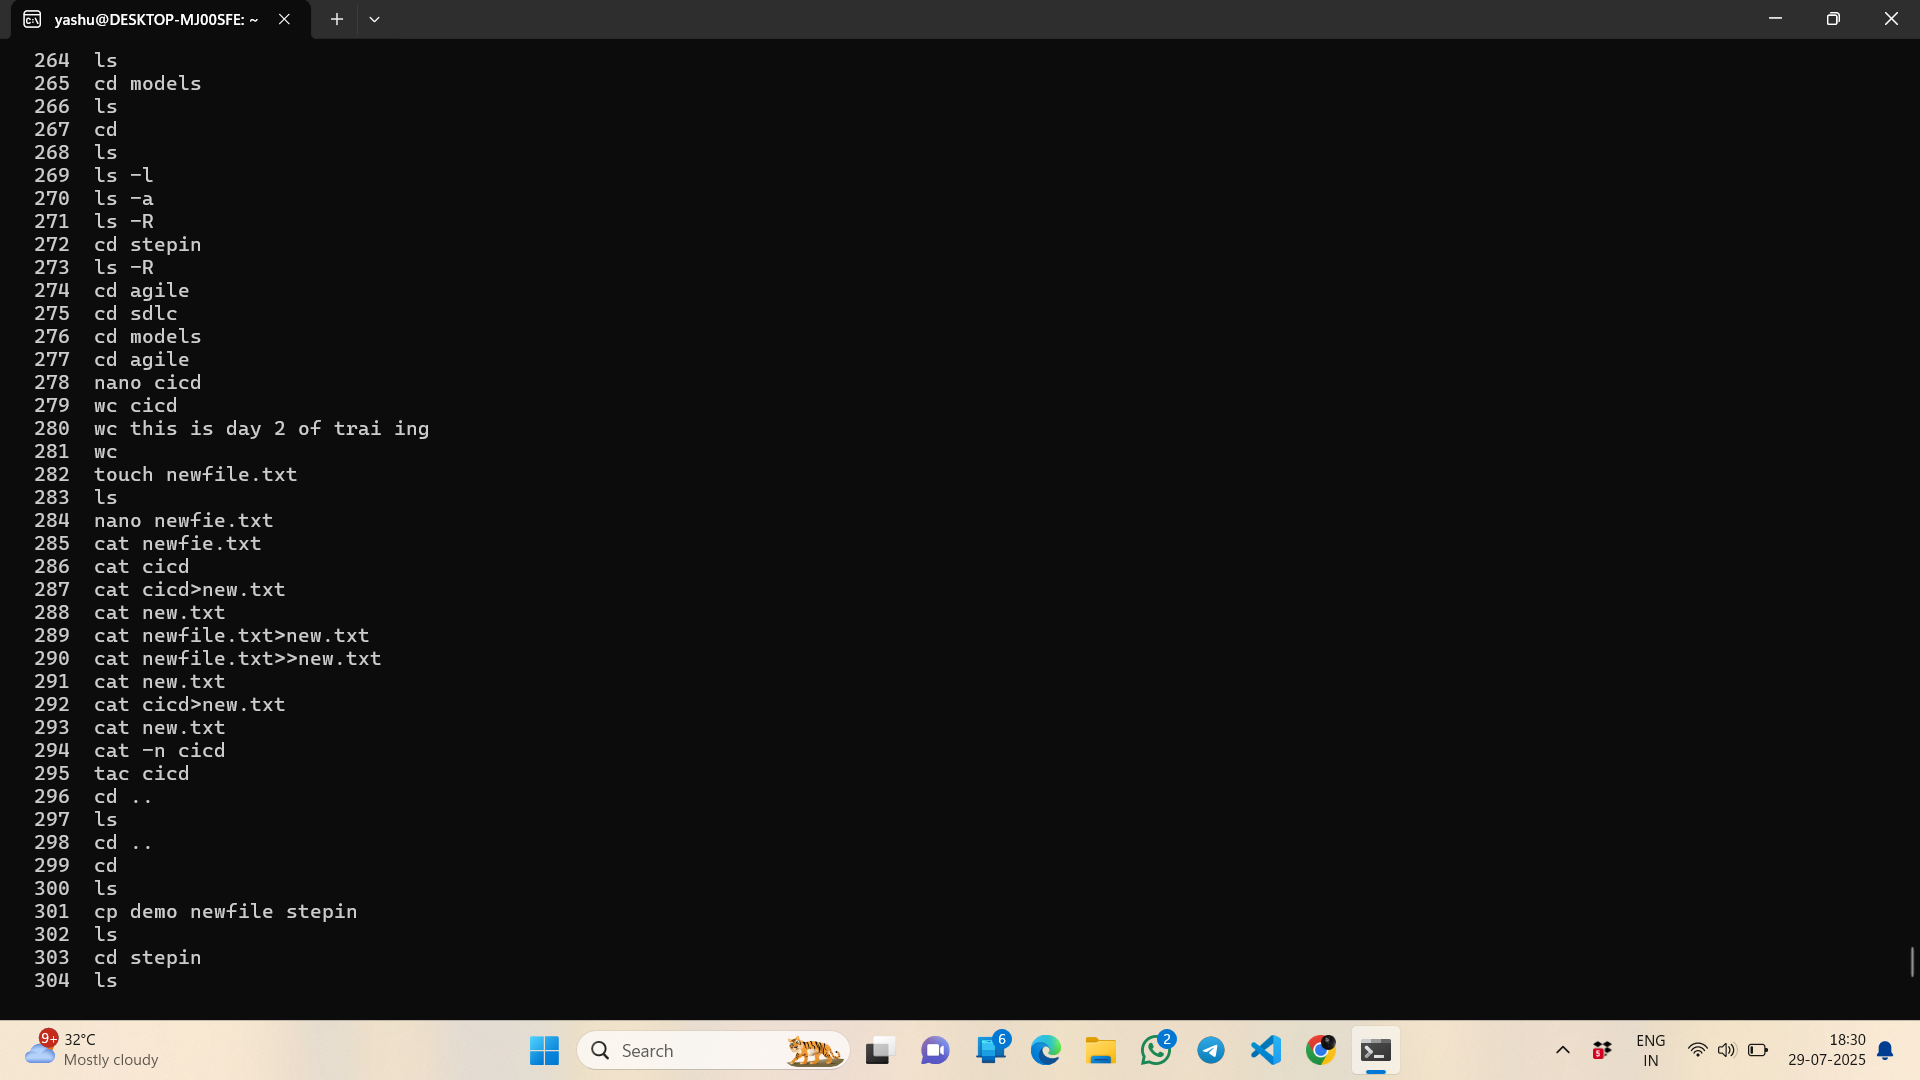 yashu@DESKTOP-MJ00SFE: ~
264 ls
265 cd models
266 ls
267 cd
268 ls
269 ls -l
270 ls -a
271 ls -R
272 cd stepin
273 ls -R
274 cd agile
275 cd sdlc
276 cd models
277 cd agile
278 nano cicd
279 wc cicd
280 wc this is day 2 of trai ing
281 wc
282 touch newfile.txt
283 ls
284 nano newfie.txt
285 cat newfie.txt
286 cat cicd
287 cat cicd>new.txt
288 cat new.txt
289 cat newfile.txt>new.txt
290 cat newfile.txt>>new.txt
291 cat new.txt
292 cat cicd>new.txt
293 cat new.txt
294 cat -n cicd
295 tac cicd
296 cd ..
297 ls
298 cd ..
299 cd
300 ls
301 cp demo newfile stepin
302 ls
303 cd stepin
304 ls
9+ 32°C
Mostly cloudy
Search
6
2
5
ENG
IN
18:30
29-07-2025